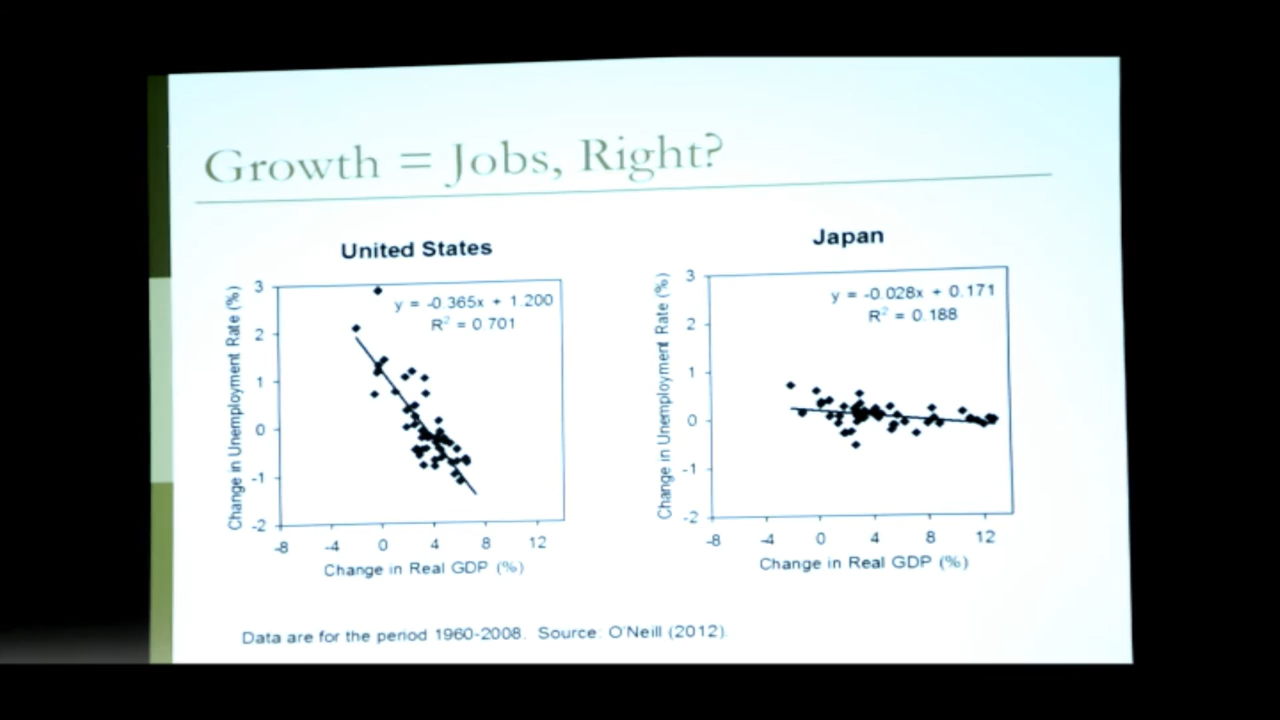 Growth = Jobs, Right?
United States
Change in Unemployment Rate (%)
3
2
1
0
-1
-2
y = -0.365x + 1.200
R² = 0.701
-8 -4 0 4 8 12
Change in Real GDP (%)
Japan
Change in Unemployment Rate (%)
3
2
1
0
-1
-2
y = -0.028x + 0.171
R² = 0.188
-8 -4 0 4 8 12
Change in Real GDP (%)
Data are for the period 1960-2008. Source: O'Neill (2012).